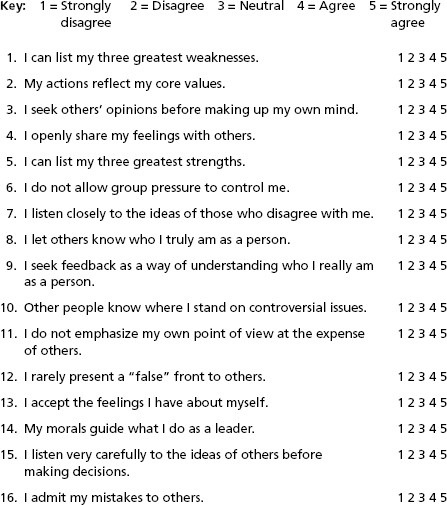 Key: 1 = Strongly disagree 2 = Disagree 3 = Neutral 4 = Agree 5 = Strongly agree
1. I can list my three greatest weaknesses. 1 2 3 4 5
2. My actions reflect my core values. 1 2 3 4 5
3. I seek others’ opinions before making up my own mind. 1 2 3 4 5
4. I openly share my feelings with others. 1 2 3 4 5
5. I can list my three greatest strengths. 1 2 3 4 5
6. I do not allow group pressure to control me. 1 2 3 4 5
7. I listen closely to the ideas of those who disagree with me. 1 2 3 4 5
8. I let others know who I truly am as a person. 1 2 3 4 5
9. I seek feedback as a way of understanding who I really am 1 2 3 4 5
as a person.
10. Other people know where I stand on controversial issues. 1 2 3 4 5
11. I do not emphasize my own point of view at the expense 1 2 3 4 5
of others.
12. I rarely present a “false” front to others. 1 2 3 4 5
13. I accept the feelings I have about myself. 1 2 3 4 5
14. My morals guide what I do as a leader. 1 2 3 4 5
15. I listen very carefully to the ideas of others before 1 2 3 4 5
making decisions.
16. I admit my mistakes to others. 1 2 3 4 5